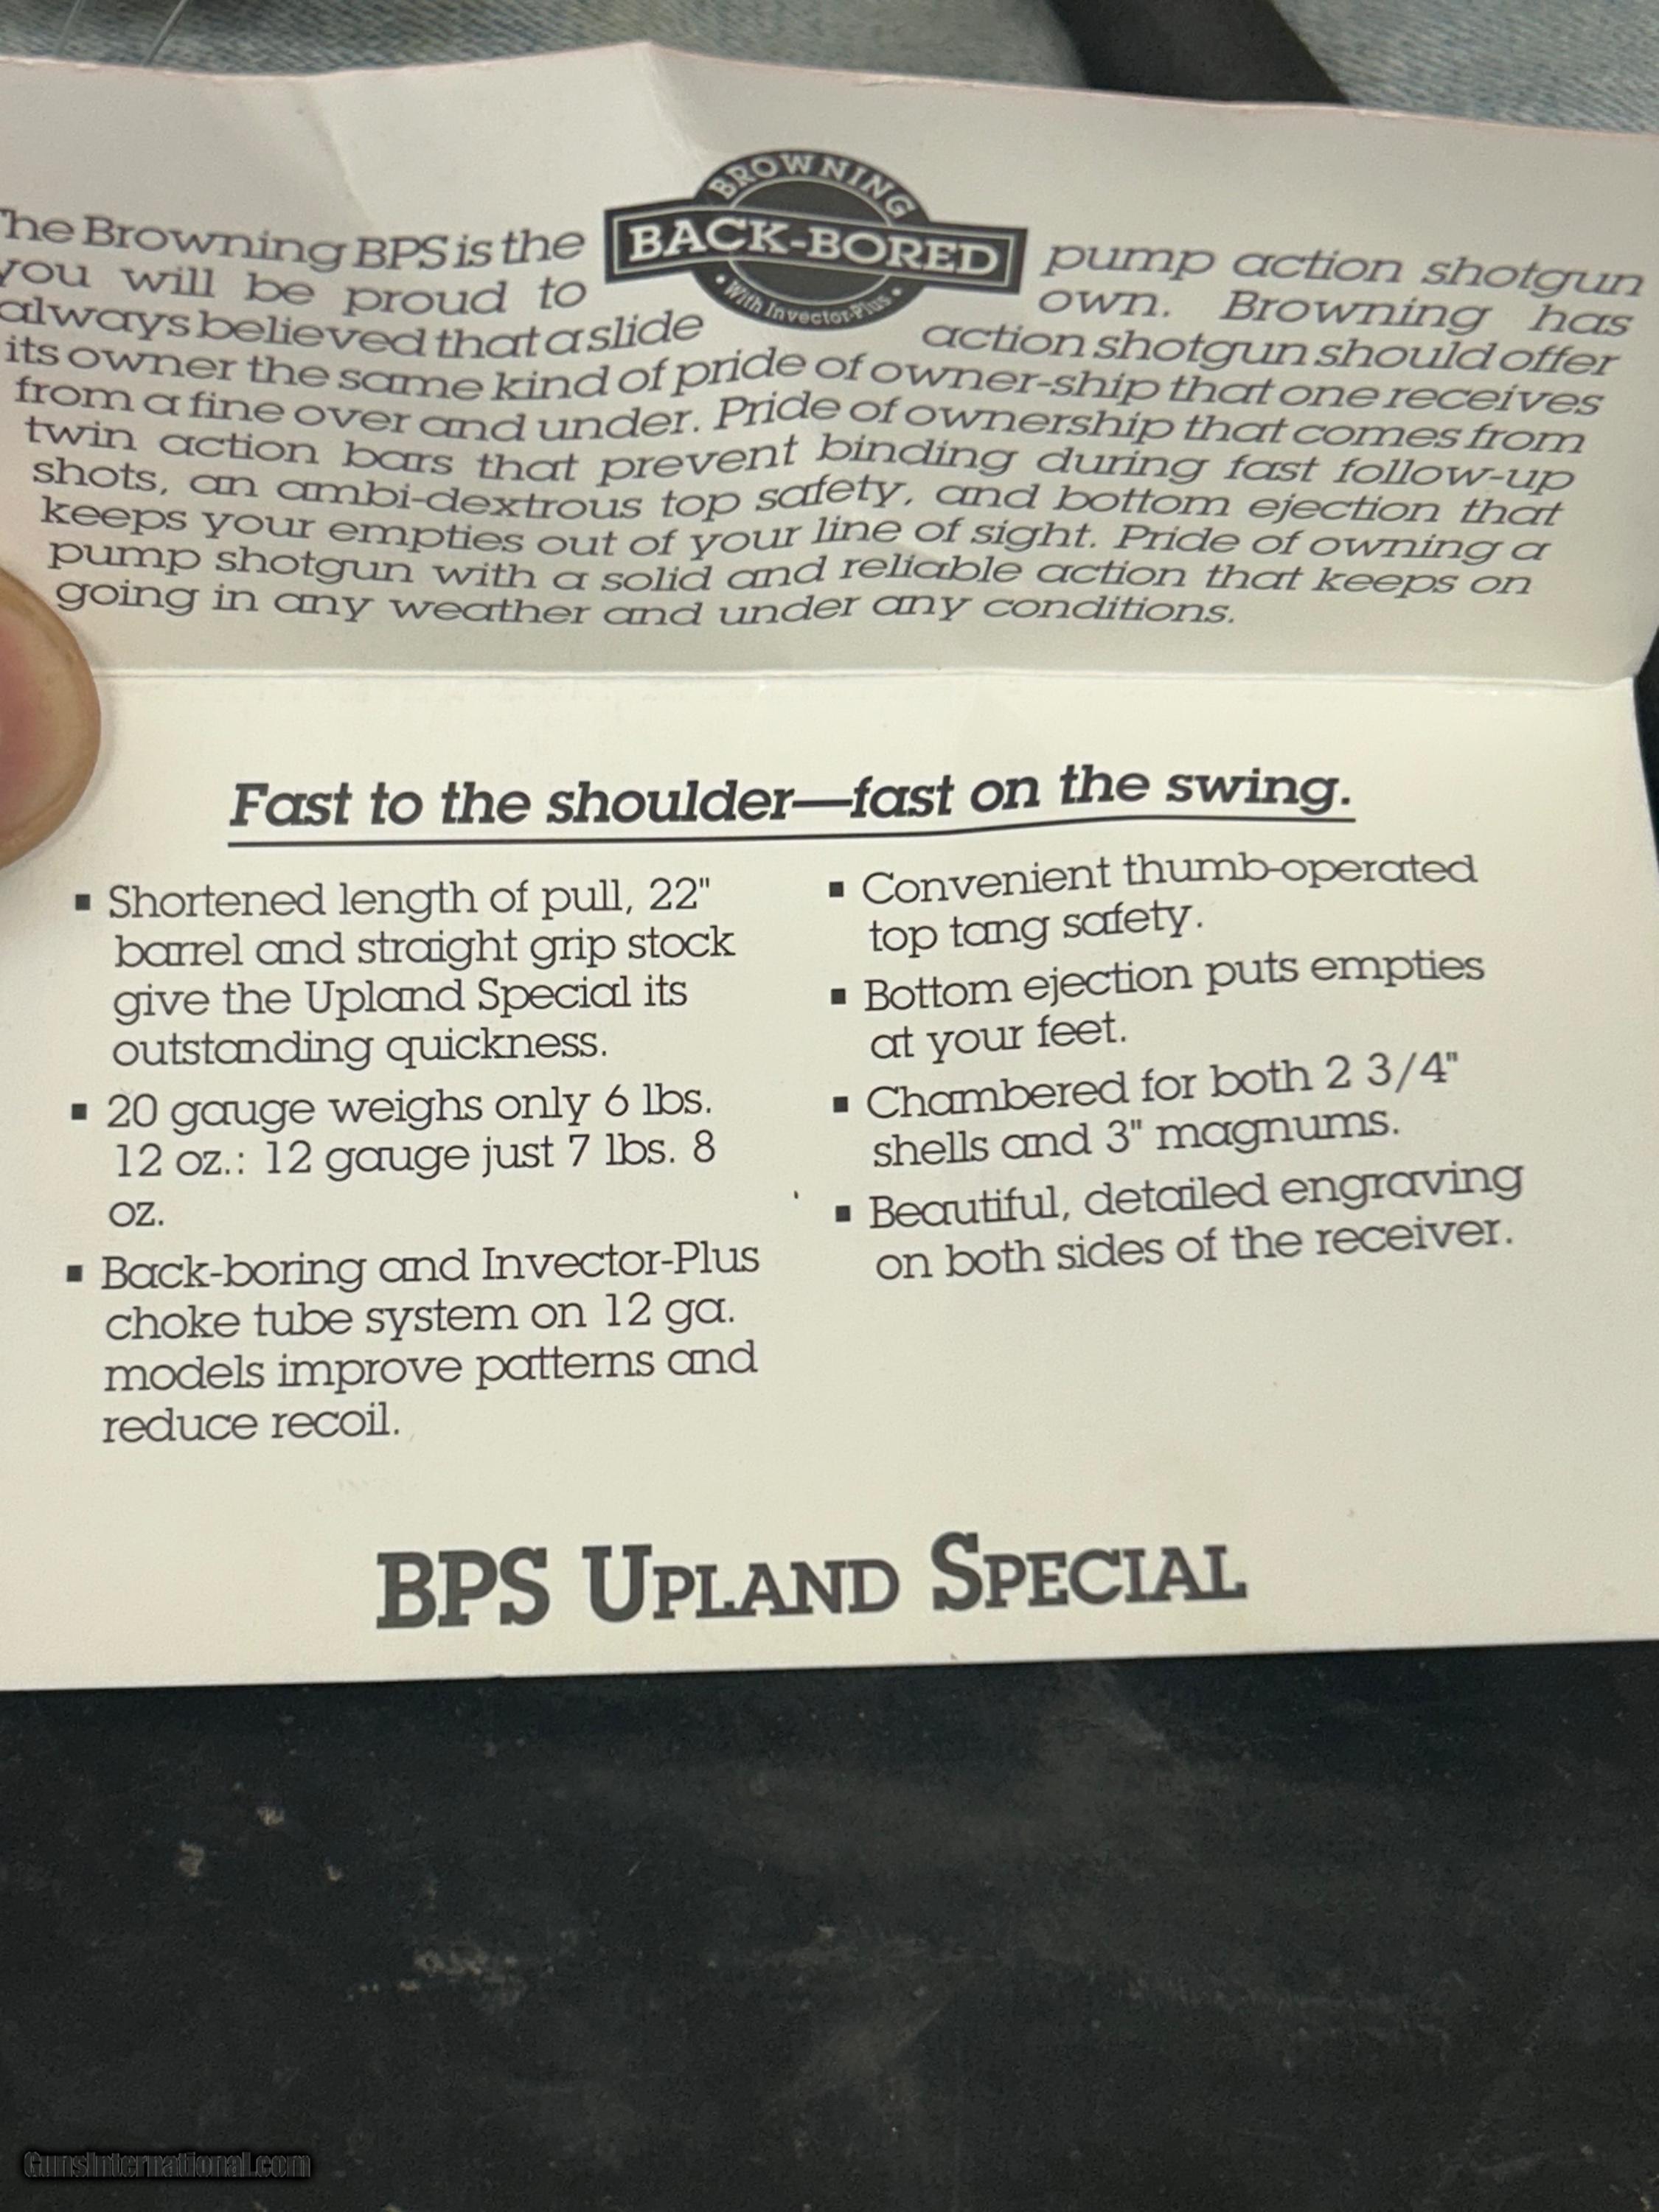 The Browning BPS is the pump action shotgun
you will be proud to own. Browning has
always believed that a slide action shotgun should offer
its owner the same kind of pride of owner-ship that one receives
from a fine over and under. Pride of ownership that comes from
twin action bars that prevent binding during fast follow-up
shots, an ambi-dextrous top safety, and bottom ejection that
keeps your empties out of your line of sight. Pride of owning a
pump shotgun with a solid and reliable action that keeps on
going in any weather and under any conditions.
BROWNING
BACK-BORED
• With Invector-Plus •
Fast to the shoulder—fast on the swing.
▪ Shortened length of pull, 22"
barrel and straight grip stock
give the Upland Special its
outstanding quickness.
▪ 20 gauge weighs only 6 lbs.
12 oz.: 12 gauge just 7 lbs. 8
oz.
▪ Back-boring and Invector-Plus
choke tube system on 12 ga.
models improve patterns and
reduce recoil.
▪ Convenient thumb-operated
top tang safety.
▪ Bottom ejection puts empties
at your feet.
▪ Chambered for both 2 3/4"
shells and 3" magnums.
▪ Beautiful, detailed engraving
on both sides of the receiver.
BPS UPLAND SPECIAL
GunsInternational.com